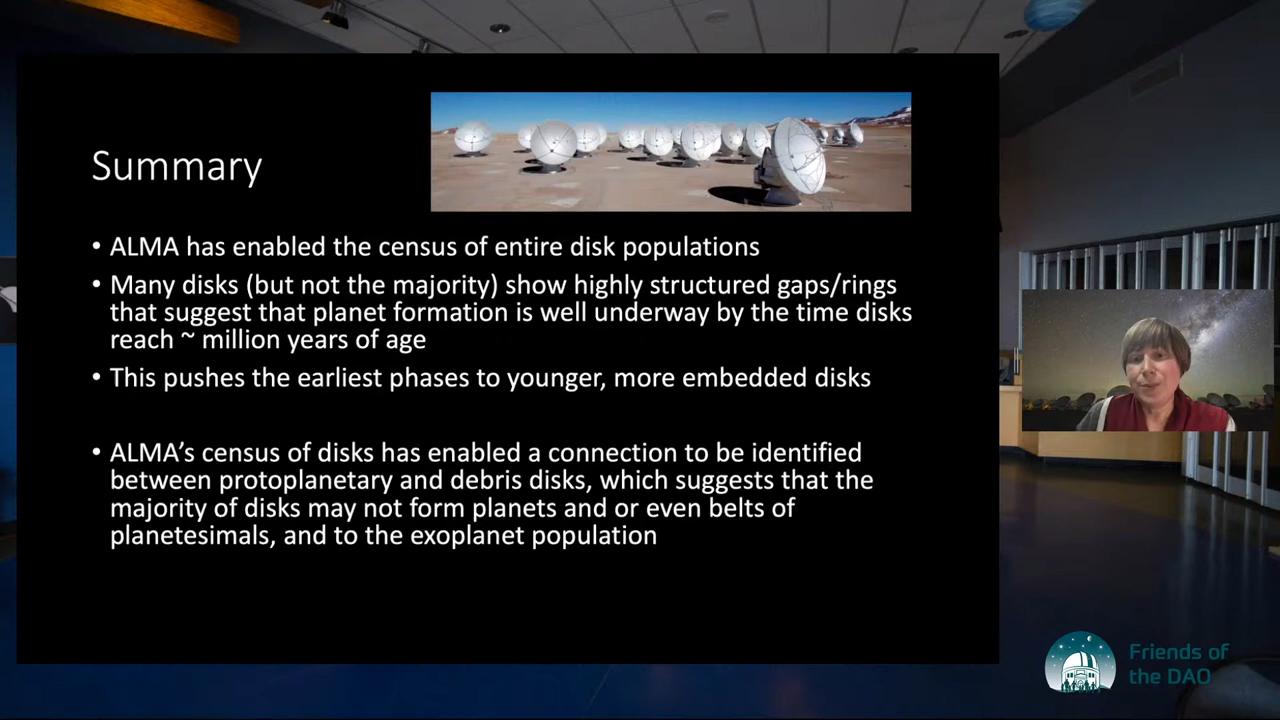 Summary
• ALMA has enabled the census of entire disk populations
• Many disks (but not the majority) show highly structured gaps/rings
that suggest that planet formation is well underway by the time disks
reach ~ million years of age
• This pushes the earliest phases to younger, more embedded disks
• ALMA’s census of disks has enabled a connection to be identified
between protoplanetary and debris disks, which suggests that the
majority of disks may not form planets and or even belts of
planetesimals, and to the exoplanet population
Friends of
the DAO